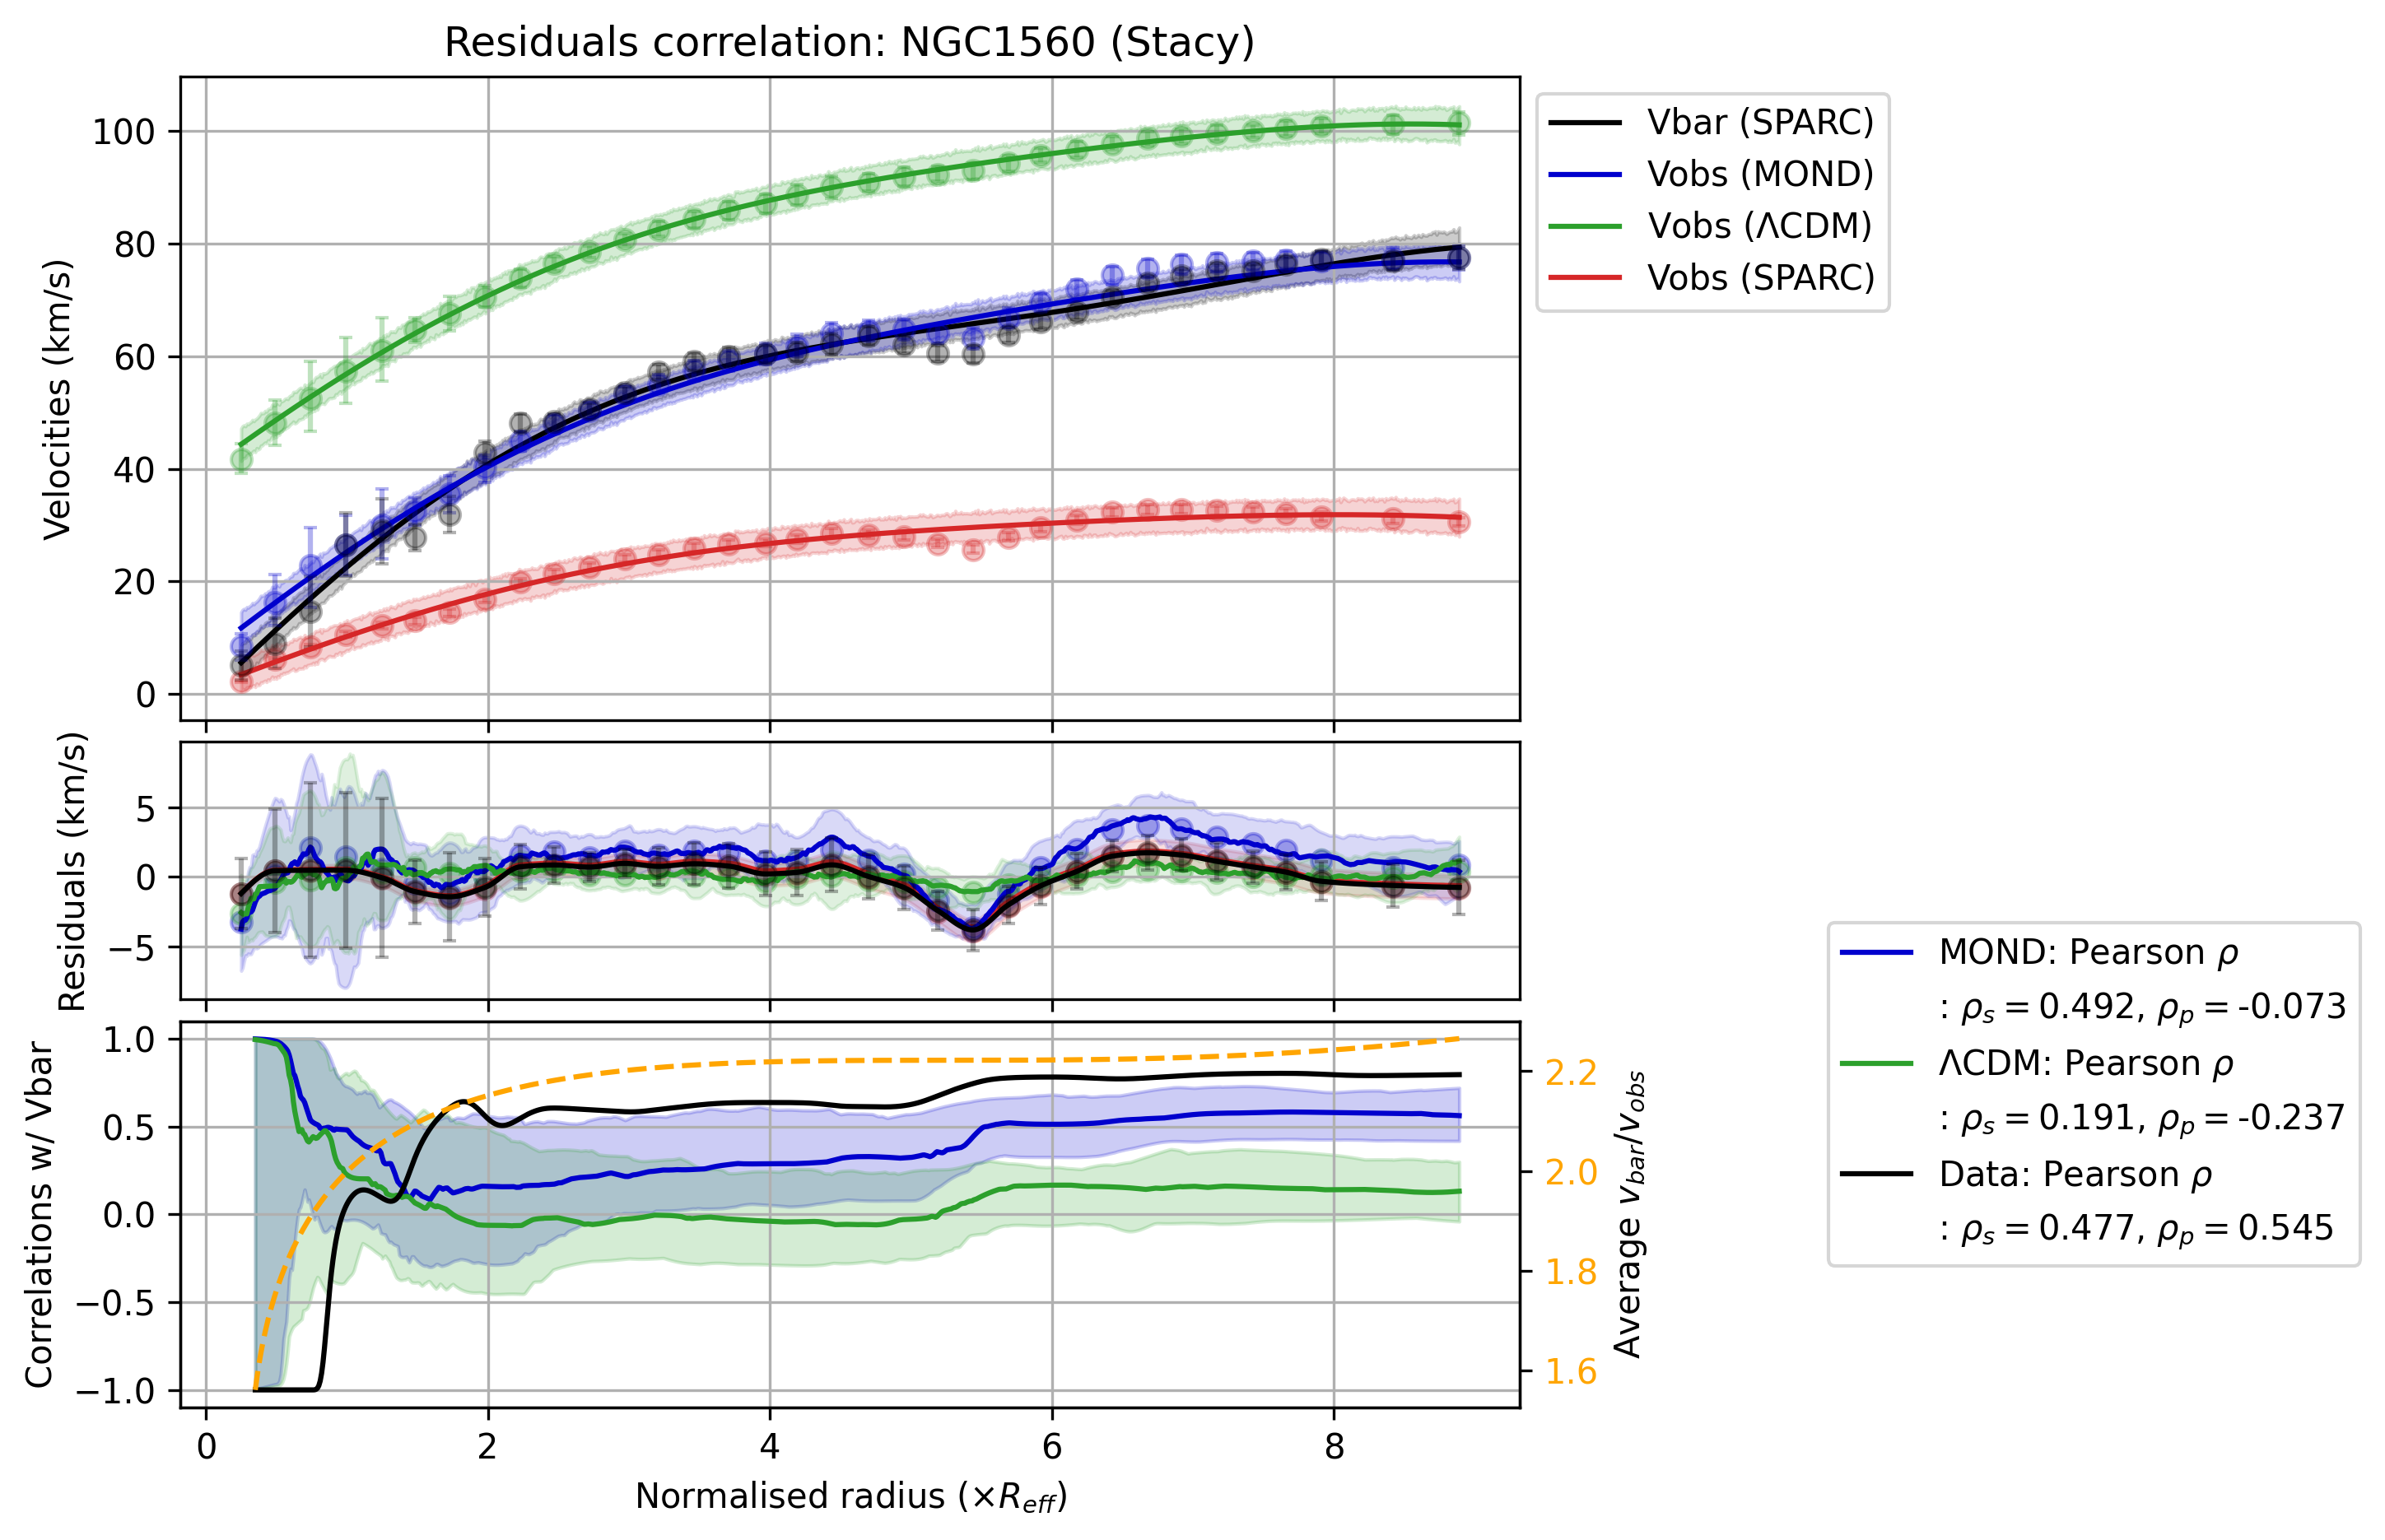 Residuals correlation: NGC1560 (Stacy)
Velocities (km/s)
100
80
60
40
20
0
Vbar (SPARC)
Vobs (MOND)
Vobs (ΛCDM)
Vobs (SPARC)
Residuals (km/s)
5
0
−5
Correlations w/ Vbar
1.0
0.5
0.0
−0.5
−1.0
2.2
2.0
1.8
1.6
Average v_bar/v_obs
0 2 4 6 8
Normalised radius (×R_eff)
MOND: Pearson ρ
: ρ_s = 0.492, ρ_p = -0.073
ΛCDM: Pearson ρ
: ρ_s = 0.191, ρ_p = -0.237
Data: Pearson ρ
: ρ_s = 0.477, ρ_p = 0.545